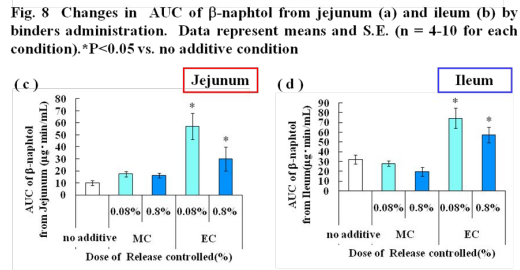 Fig. 8 Changes in AUC of β-naphtol from jejunum (a) and ileum (b) by
binders administration. Data represent means and S.E. (n = 4-10 for each
condition).*P<0.05 vs. no additive condition
(c)
Jejunum
AUC of β-naphtol
from Jejunum (μg·min/mL)
80
70
60
50
40
30
20
10
0
*
*
0.08% 0.8% 0.08% 0.8%
no additive MC EC
Dose of Release controlled(%)
(d)
Ileum
AUC of β-naphtol
from Ileum(μg·min/mL)
90
80
70
60
50
40
30
20
10
0
*
*
0.08% 0.8% 0.08% 0.8%
no additive MC EC
Dose of Release controlled(%)